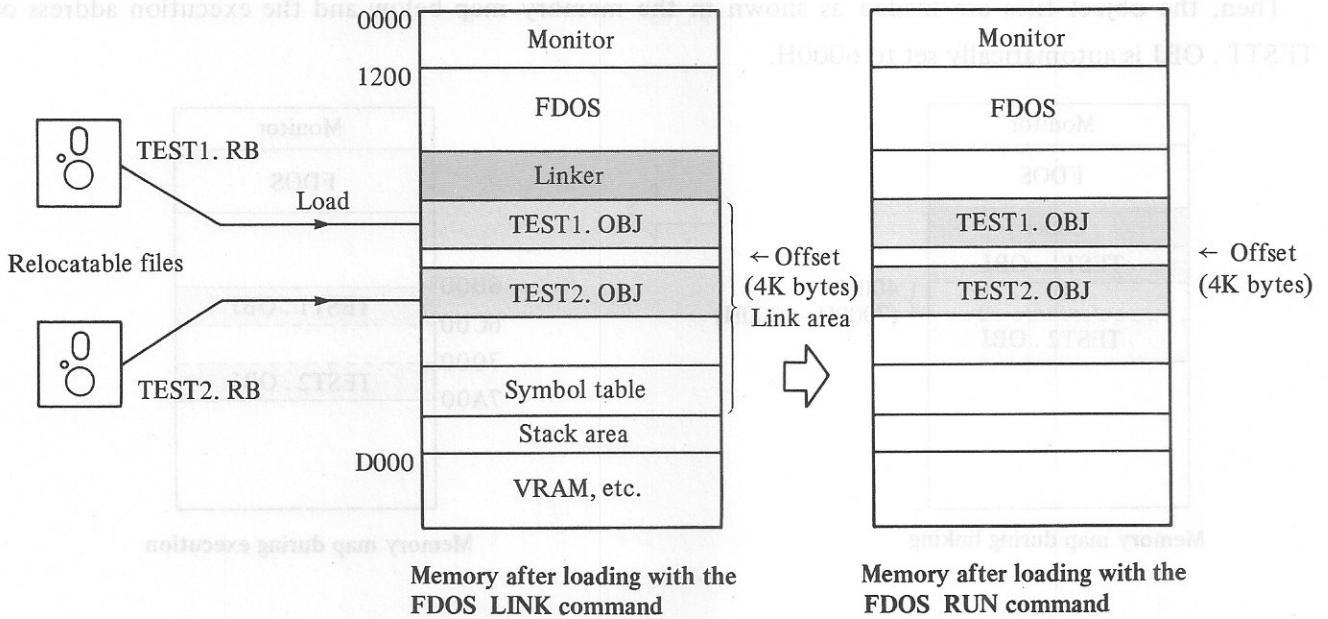 0000
Monitor
1200
FDOS
TEST1. RB
Linker
Load
TEST1. OBJ
Relocatable files
← Offset
(4K bytes)
TEST2. OBJ
Link area
TEST2. RB
Symbol table
Stack area
D000
VRAM, etc.
Memory after loading with the
FDOS LINK command
Monitor
FDOS
TEST1. OBJ
← Offset
(4K bytes)
TEST2. OBJ
Memory after loading with the
FDOS RUN command